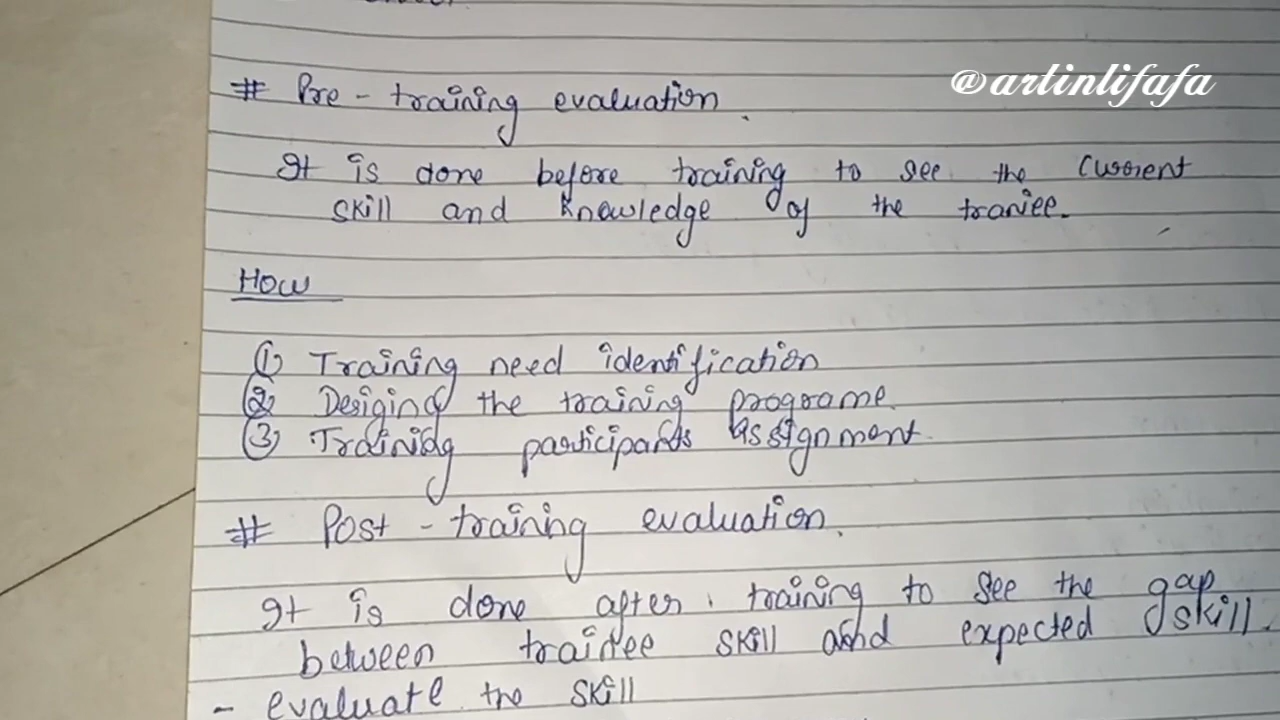 @artinlifafa
# Pre-training evaluation.
It is done before training to see the current
skill and knowledge of the traniee.
How
① Training need identification
② Desiging the training programe
③ Training participants assignment
# Post-training evaluation.
It is done after training to see the gap
between trainee skill and expected skill.
- evaluate the skill